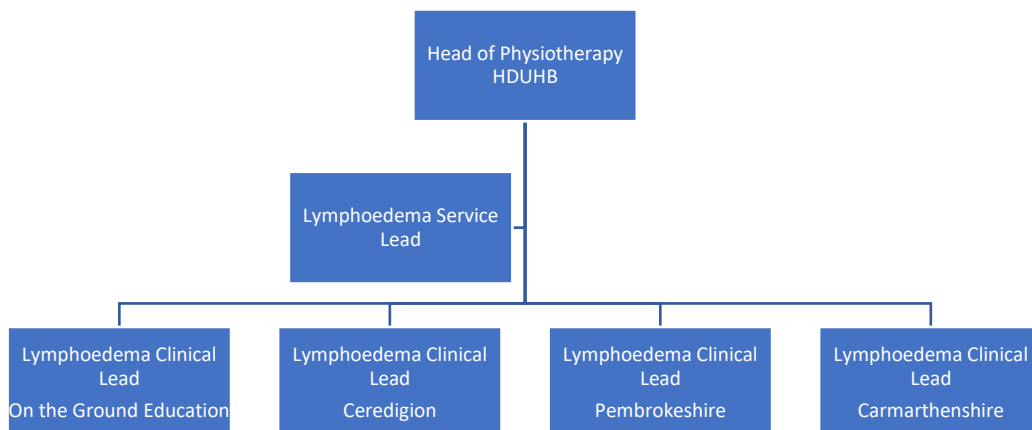 Head of Physiotherapy
HDUHB
Lymphoedema Service
Lead
Lymphoedema Clinical
Lead
On the Ground Education
Lymphoedema Clinical
Lead
Ceredigion
Lymphoedema Clinical
Lead
Pembrokeshire
Lymphoedema Clinical
Lead
Carmarthenshire